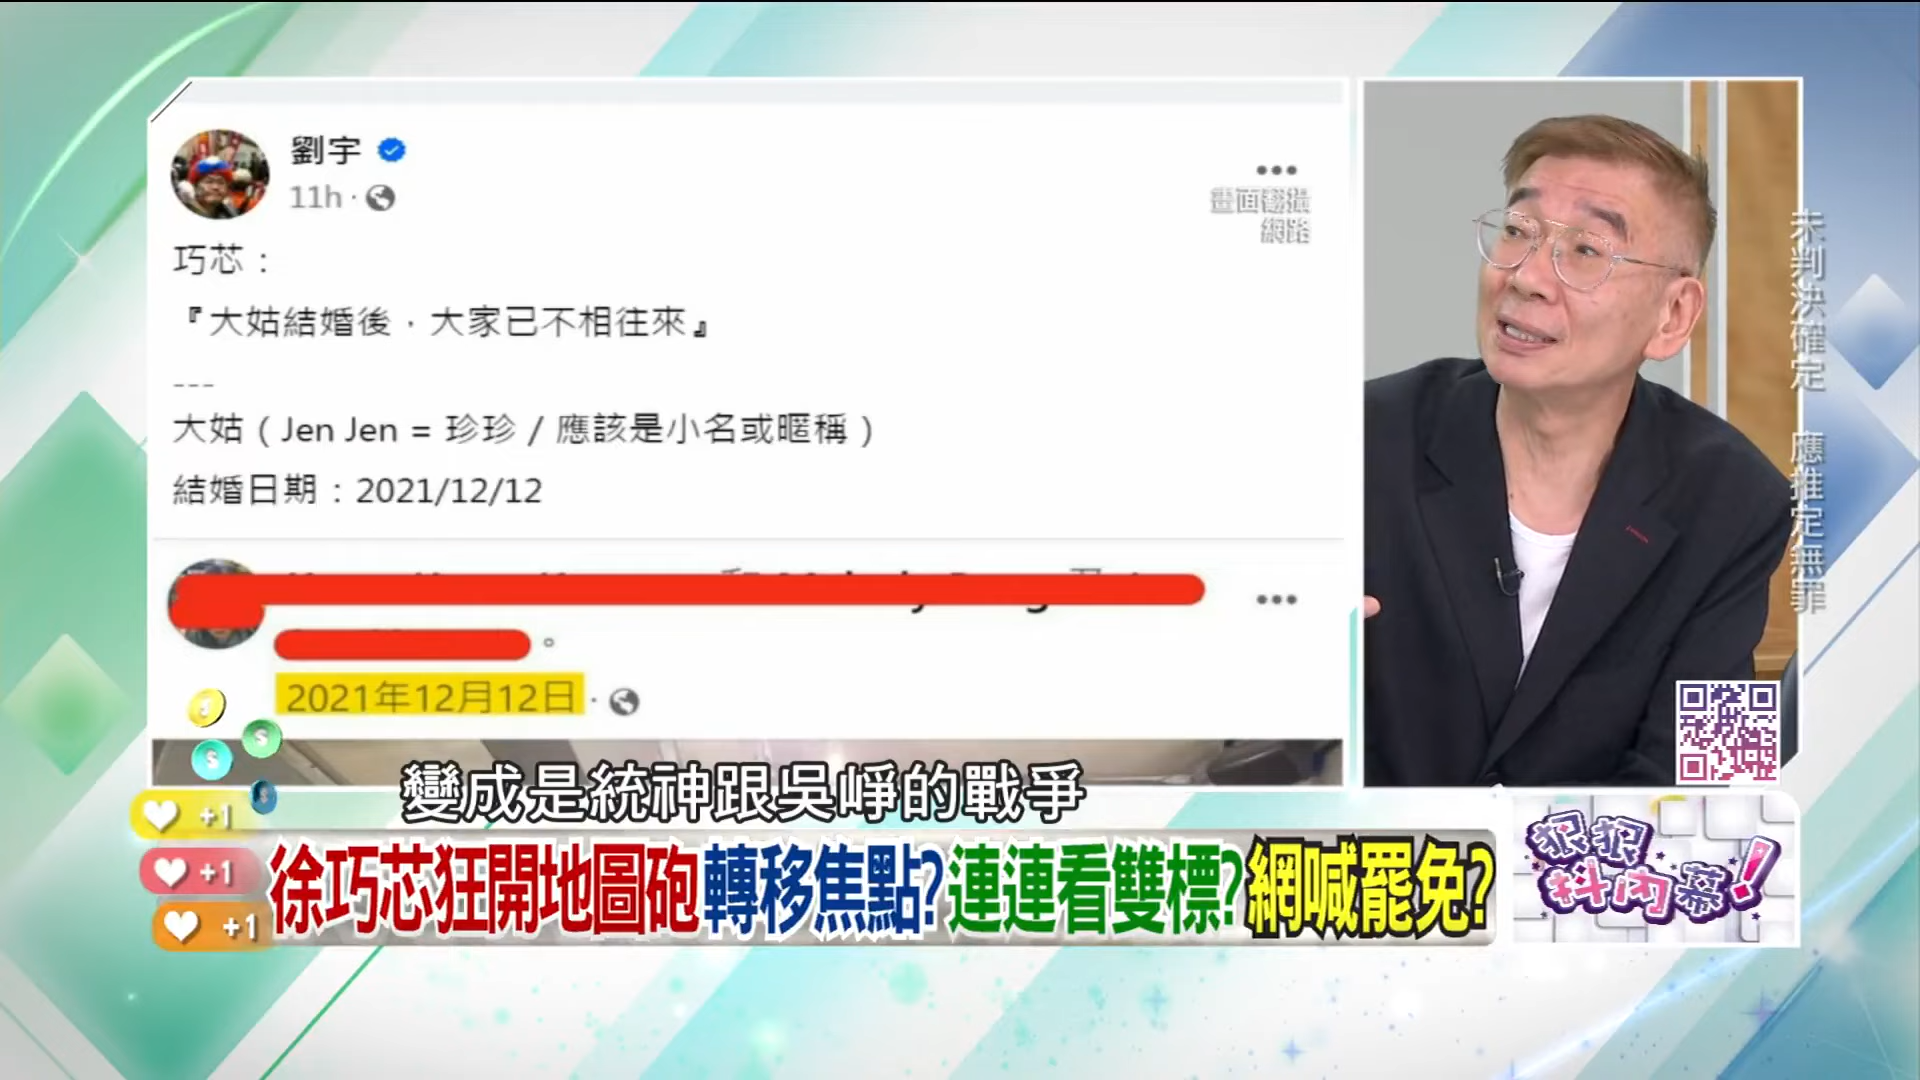 劉宇
11h
畫面翻攝
網路
巧芯：
『大姑結婚後，大家已不相往來』
---
大姑（Jen Jen = 珍珍 / 應該是小名或暱稱）
結婚日期：2021/12/12
2021年12月12日
未判決確定 應推定無罪
變成是統神跟吳崢的戰爭
+1
+1
+1
徐巧芯狂開地圖砲轉移焦點?連連看雙標?網喊罷免?
狠狠
抖內幕!